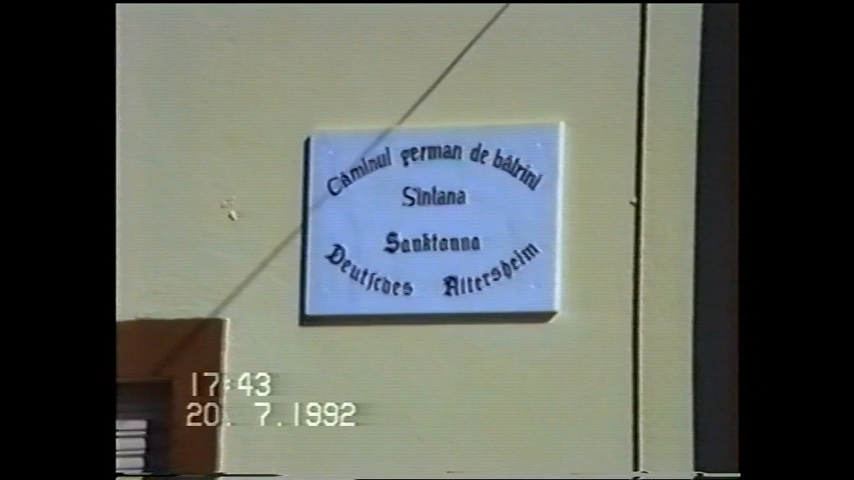 Căminul german de bătrîni
Sîntana
Sanktanna
Deutsches Altersheim
17:43
20. 7.1992